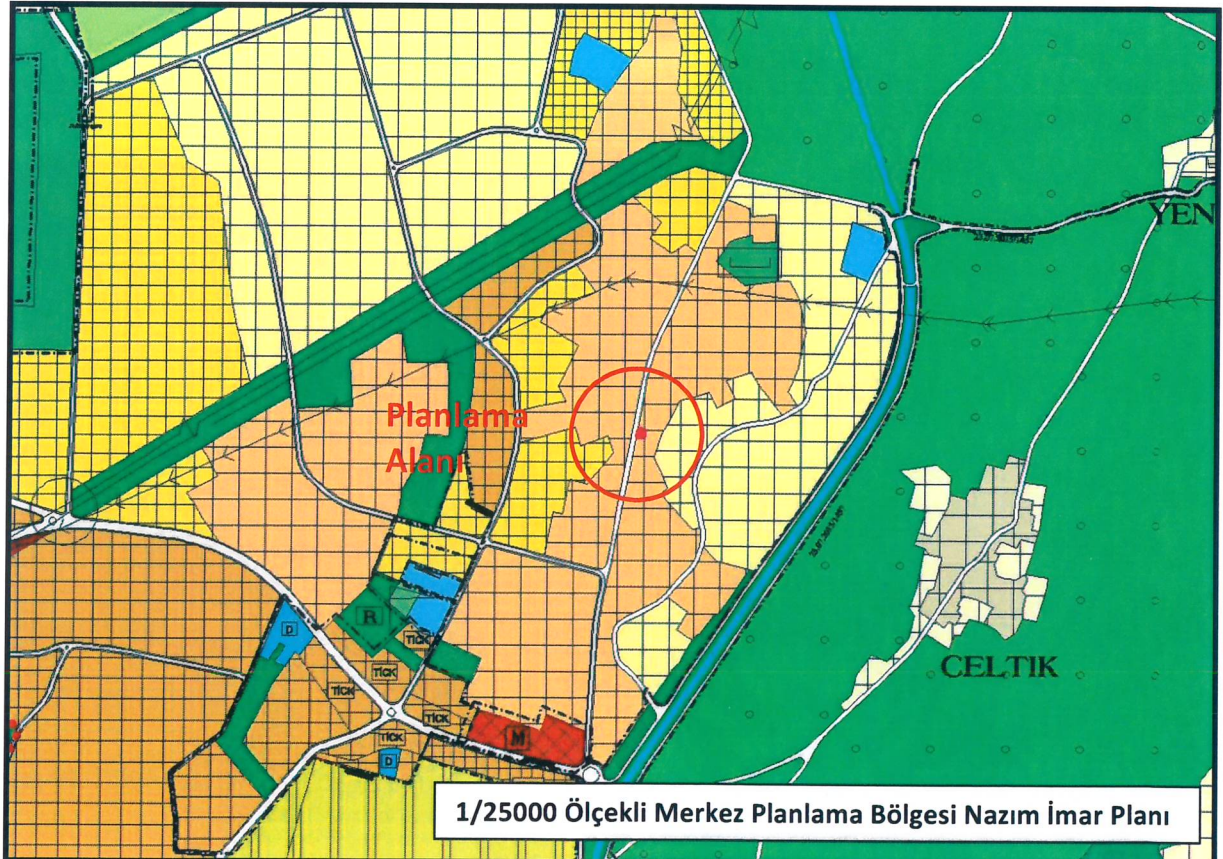 YEN
Planlama
Alanı
R
D
TİCK
TİCK
TİCK
TİCK
TİCK
M
D
CELTIK
1/25000 Ölçekli Merkez Planlama Bölgesi Nazım İmar Planı